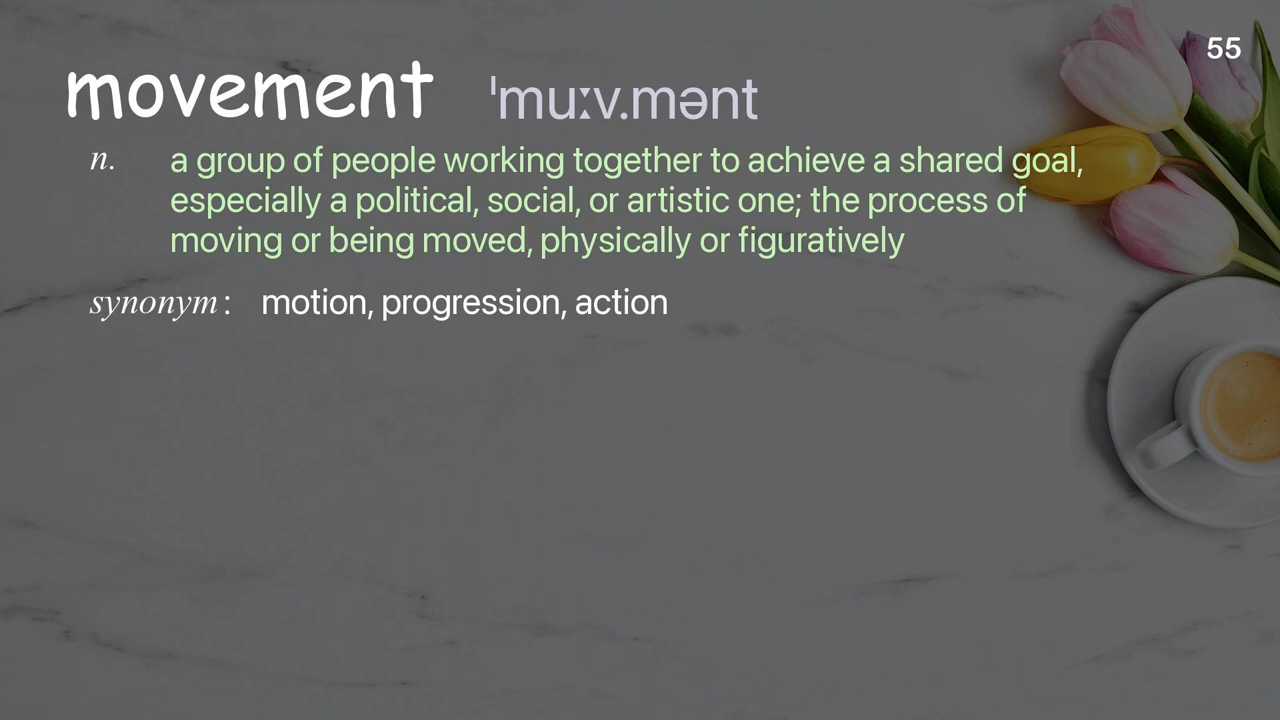 55
movement ˈmuːv.mənt
n. a group of people working together to achieve a shared goal,
especially a political, social, or artistic one; the process of
moving or being moved, physically or figuratively
synonym : motion, progression, action